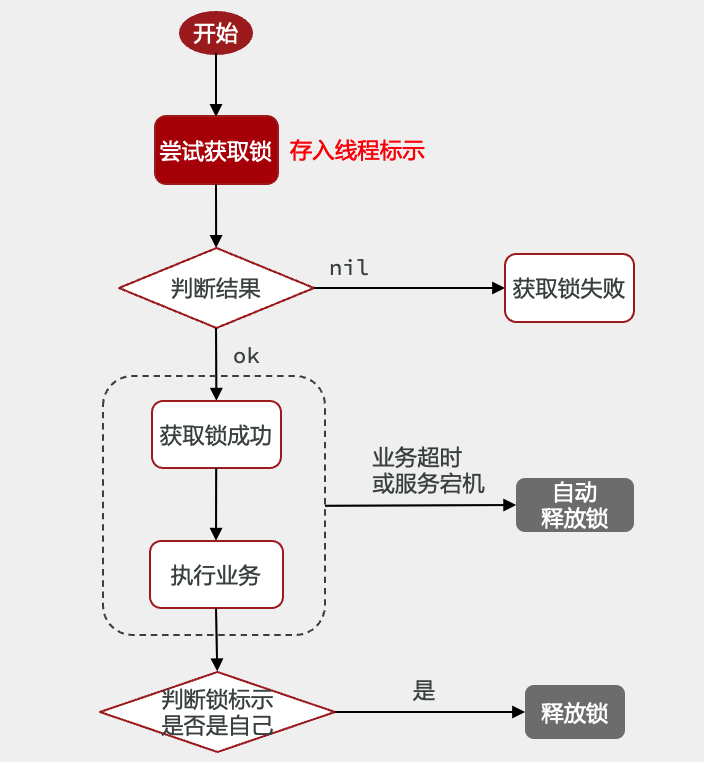 开始
尝试获取锁
存入线程标示
判断结果
nil
获取锁失败
ok
获取锁成功
业务超时
或服务宕机
自动
释放锁
执行业务
判断锁标示
是否是自己
是
释放锁